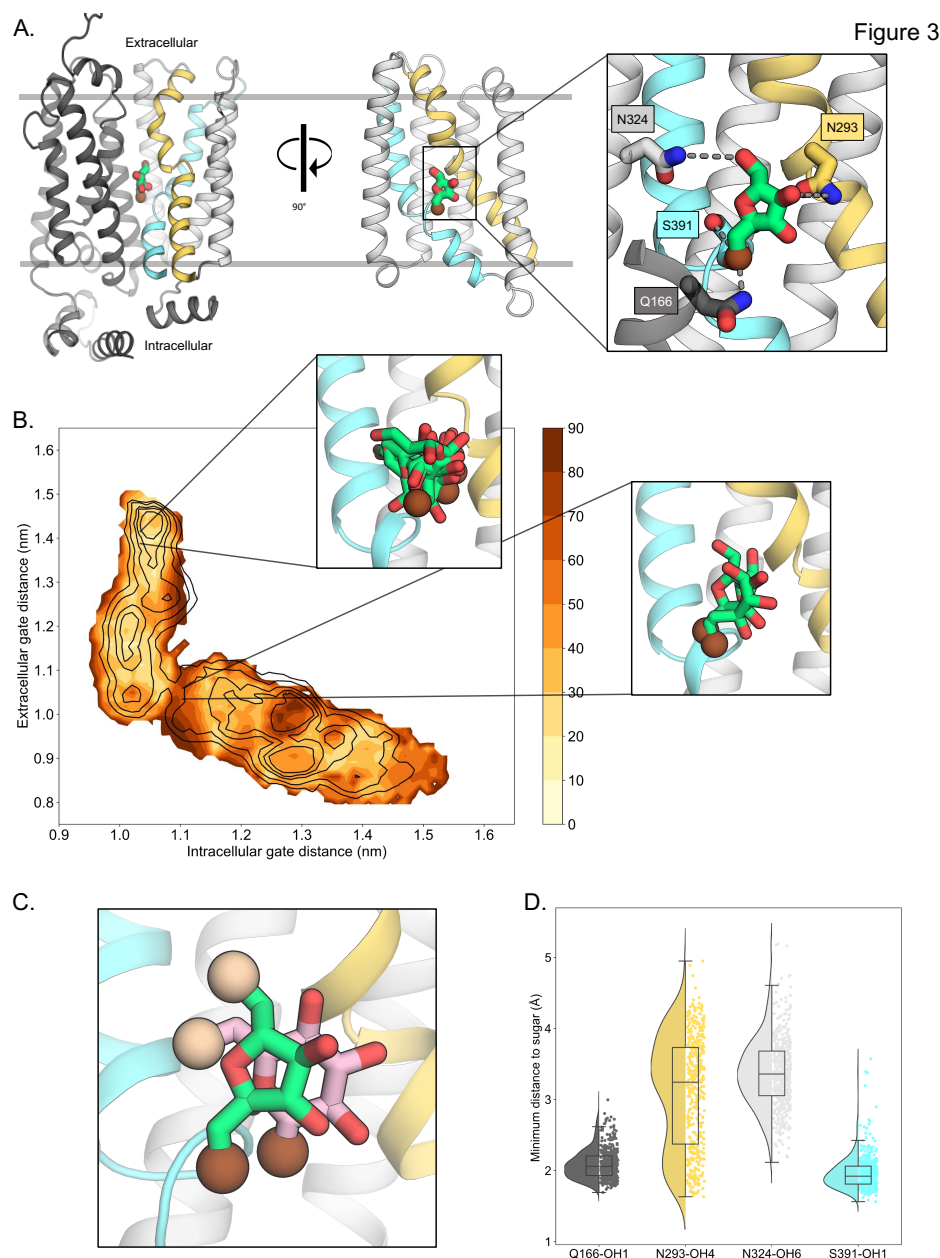 Figure 3
A.
Extracellular
90°
Intracellular
N324
N293
S391
Q166
B.
Extracellular gate distance (nm)
1.6
1.5
1.4
1.3
1.2
1.1
1.0
0.9
0.8
0.9 1.0 1.1 1.2 1.3 1.4 1.5 1.6
Intracellular gate distance (nm)
90
80
70
60
50
40
30
20
10
0
C.
D.
Minimum distance to sugar (Å)
5
4
3
2
1
Q166-OH1 N293-OH4 N324-OH6 S391-OH1